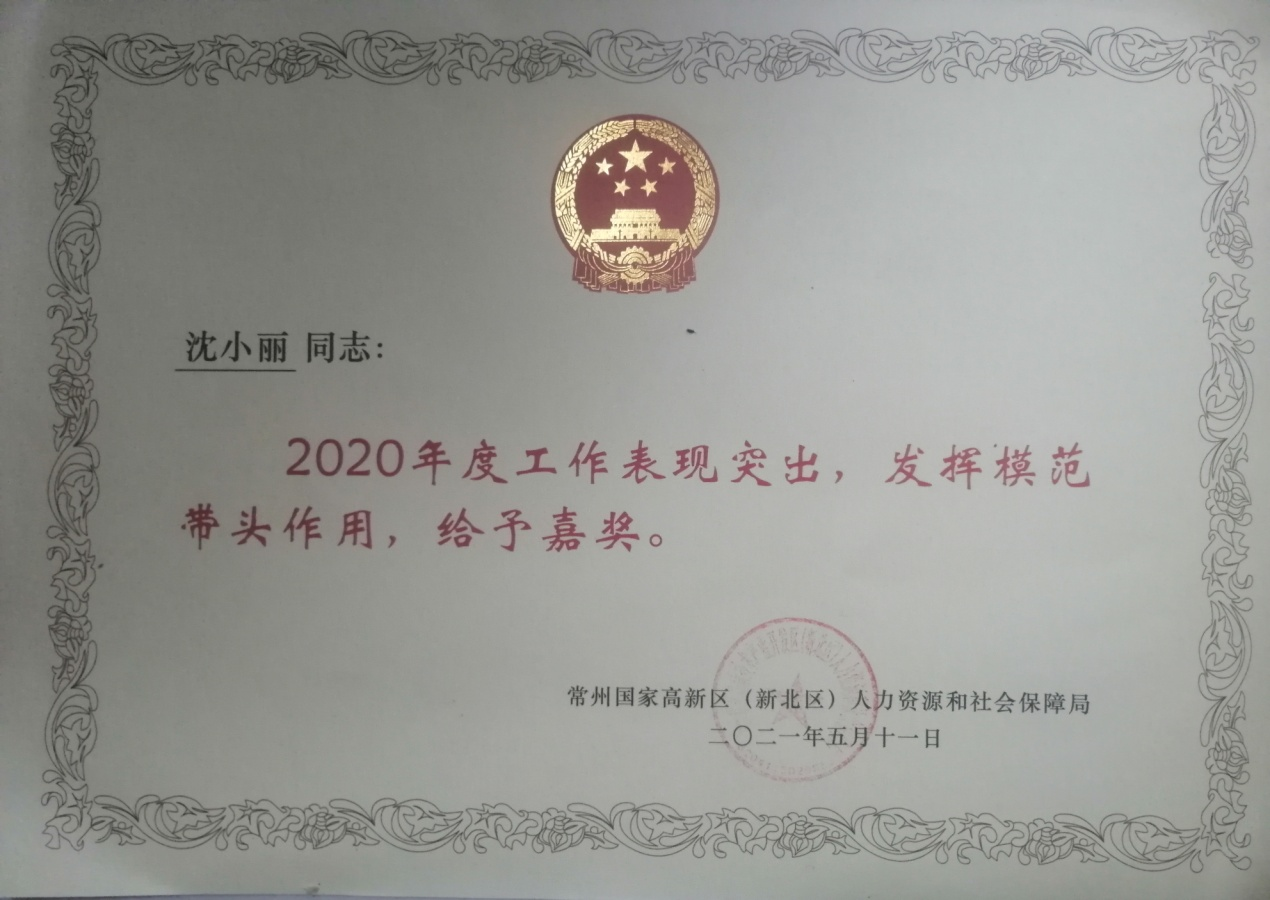 沈小丽 同志：
2020年度工作表现突出，发挥模范
带头作用，给予嘉奖。
常州国家高新区（新北区）人力资源和社会保障局
二〇二一年五月十一日